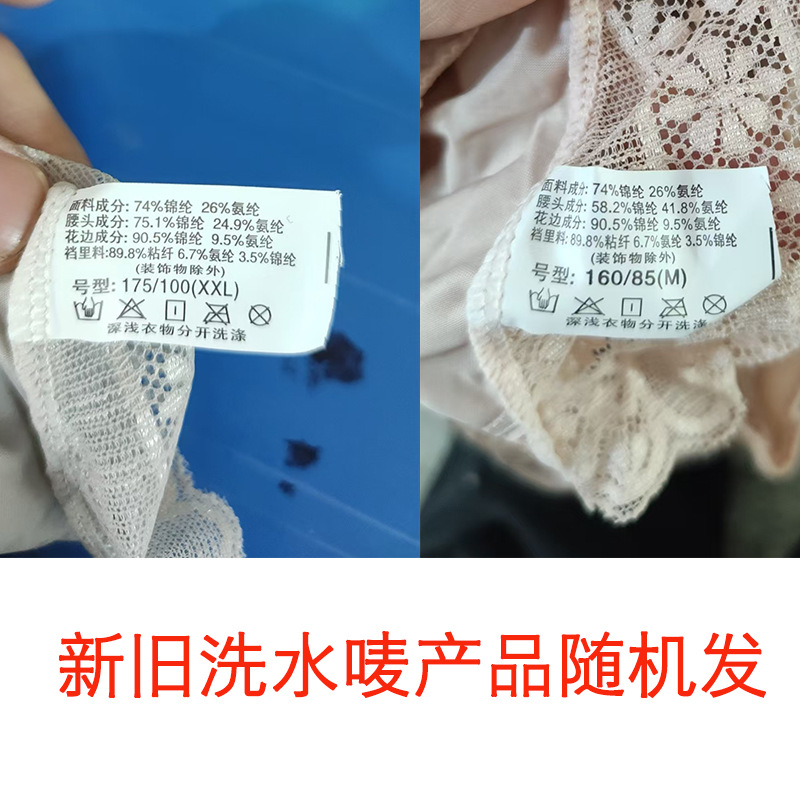 面料成分: 74%锦纶 26%氨纶
腰头成分: 75.1%锦纶 24.9%氨纶
花边成分: 90.5%锦纶 9.5%氨纶
裆里料:89.8%粘纤 6.7%氨纶 3.5%锦纶
(装饰物除外)
号型: 175/100(XXL)
深浅衣物分开洗涤
面料成分: 74%锦纶 26%氨纶
腰头成分: 58.2%锦纶 41.8%氨纶
花边成分: 90.5%锦纶 9.5%氨纶
裆里料: 89.8%粘纤 6.7%氨纶 3.5%锦纶
(装饰物除外)
号型: 160/85(M)
深浅衣物分开洗涤
新旧洗水唛产品随机发